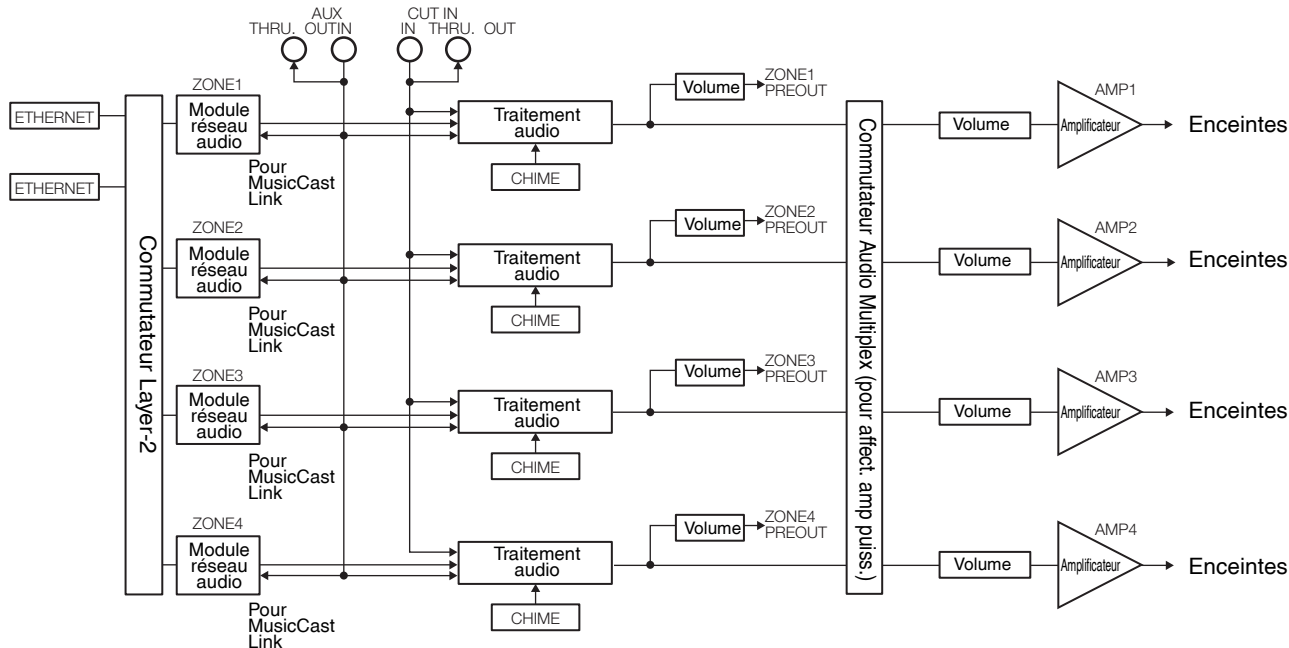 AUX
CUT IN
THRU. OUTIN
IN THRU. OUT
ETHERNET
ETHERNET
Commutateur Layer-2
ZONE1
Module
réseau
audio
Pour
MusicCast
Link
Traitement
audio
CHIME
Volume
ZONE1
PREOUT
ZONE2
Module
réseau
audio
Pour
MusicCast
Link
Traitement
audio
CHIME
Volume
ZONE2
PREOUT
ZONE3
Module
réseau
audio
Pour
MusicCast
Link
Traitement
audio
CHIME
Volume
ZONE3
PREOUT
ZONE4
Module
réseau
audio
Pour
MusicCast
Link
Traitement
audio
CHIME
Volume
ZONE4
PREOUT
Commutateur Audio Multiplex (pour affect. amp puiss.)
Volume
AMP1
Amplificateur
Enceintes
Volume
AMP2
Amplificateur
Enceintes
Volume
AMP3
Amplificateur
Enceintes
Volume
AMP4
Amplificateur
Enceintes